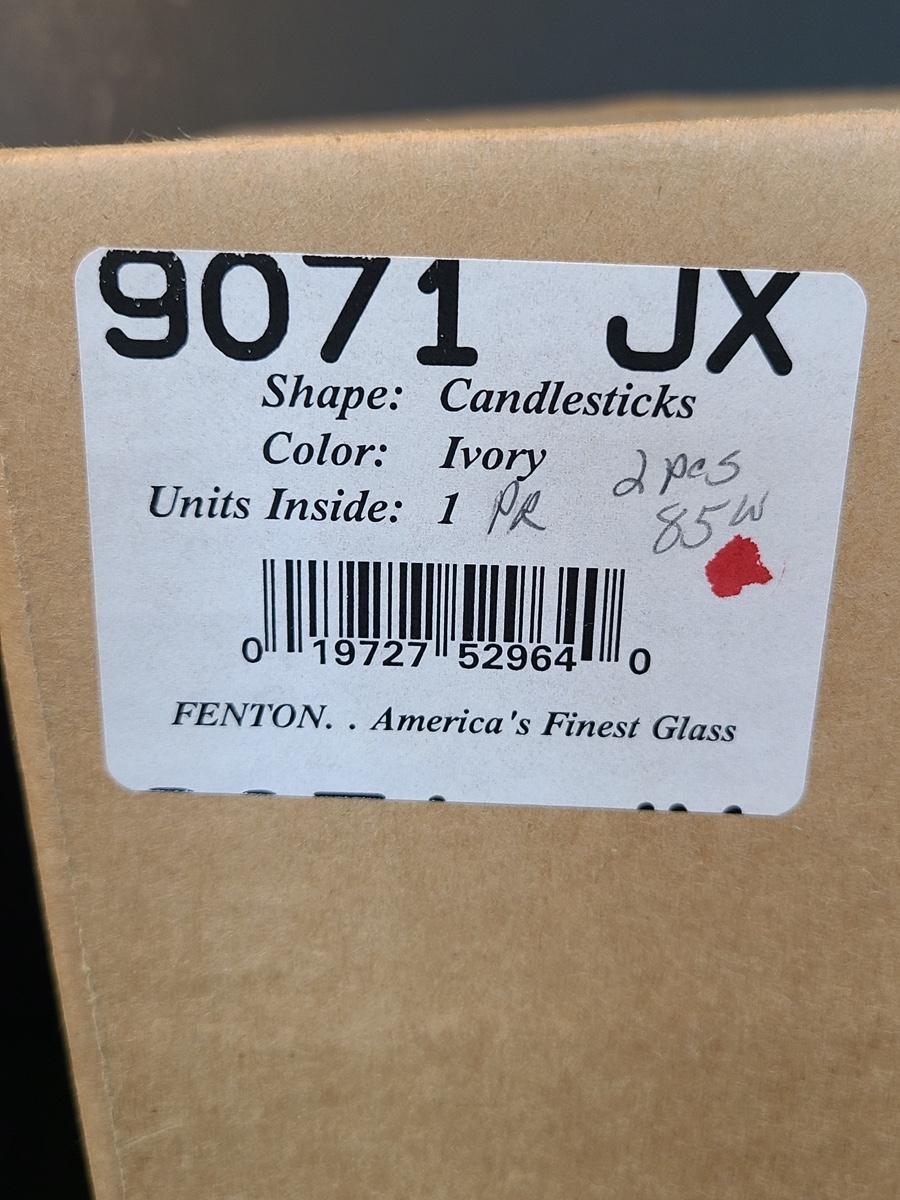 9071 JX
Shape: Candlesticks
Color: Ivory 2 pcs
Units Inside: 1 PR 85W
0 19727 52964 0
FENTON. . America's Finest Glass